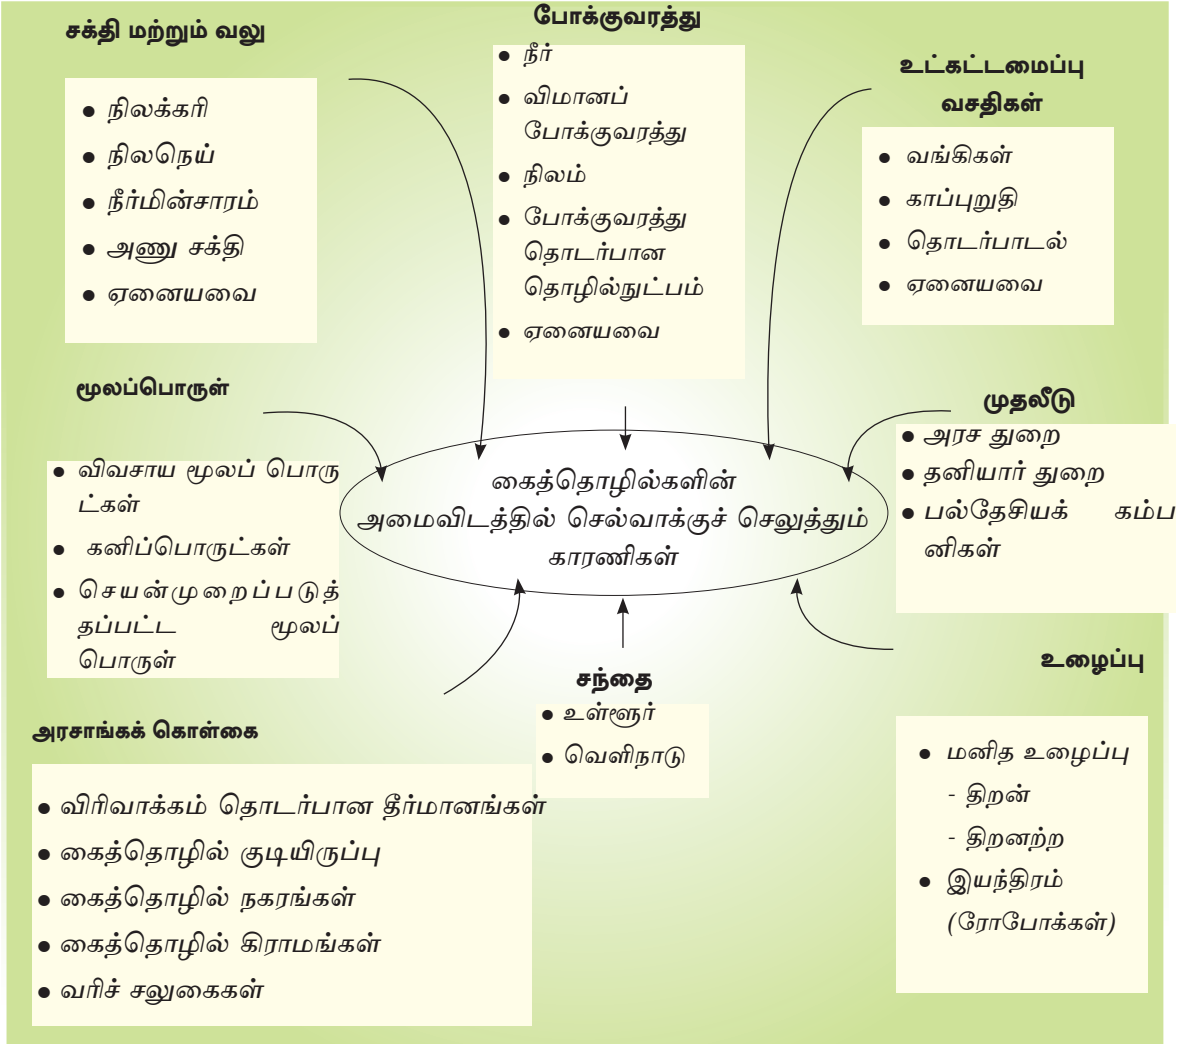 சக்தி மற்றும் வலு
• நிலக்கரி
• நிலநெய்
• நீர்மின்சாரம்
• அணு சக்தி
• ஏனையவை
போக்குவரத்து
• நீர்
• விமானப்
போக்குவரத்து
• நிலம்
• போக்குவரத்து
தொடர்பான
தொழில்நுட்பம்
• ஏனையவை
உட்கட்டமைப்பு
வசதிகள்
• வங்கிகள்
• காப்புறுதி
• தொடர்பாடல்
• ஏனையவை
மூலப்பொருள்
• விவசாய மூலப் பொரு
ட்கள்
• கனிப்பொருட்கள்
• செயன்முறைப்படுத்
தப்பட்ட மூலப்
பொருள்
கைத்தொழில்களின்
அமைவிடத்தில் செல்வாக்குச் செலுத்தும்
காரணிகள்
முதலீடு
• அரச துறை
• தனியார் துறை
• பல்தேசியக் கம்ப
னிகள்
அரசாங்கக் கொள்கை
• விரிவாக்கம் தொடர்பான தீர்மானங்கள்
• கைத்தொழில் குடியிருப்பு
• கைத்தொழில் நகரங்கள்
• கைத்தொழில் கிராமங்கள்
• வரிச் சலுகைகள்
சந்தை
• உள்ளூர்
• வெளிநாடு
உழைப்பு
• மனித உழைப்பு
- திறன்
- திறனற்ற
• இயந்திரம்
(ரோபோக்கள்)